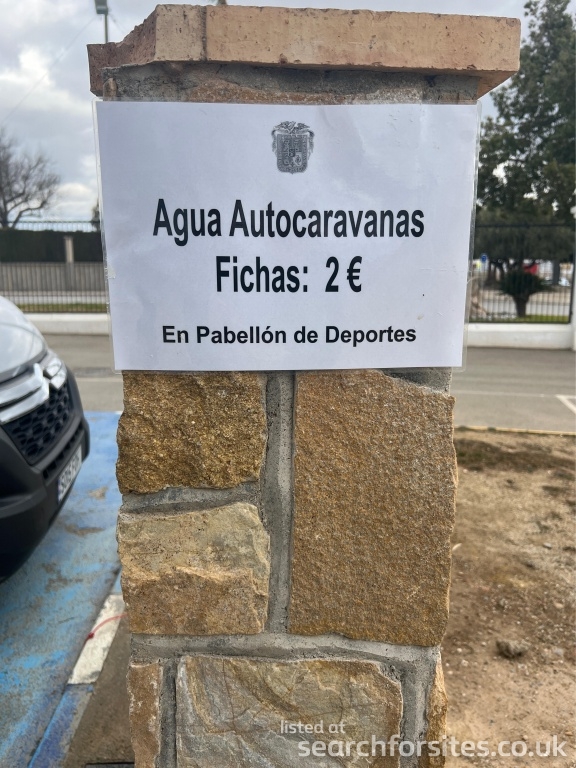 Agua Autocaravanas
Fichas: 2 €
En Pabellón de Deportes
listed at
searchforsites.co.uk